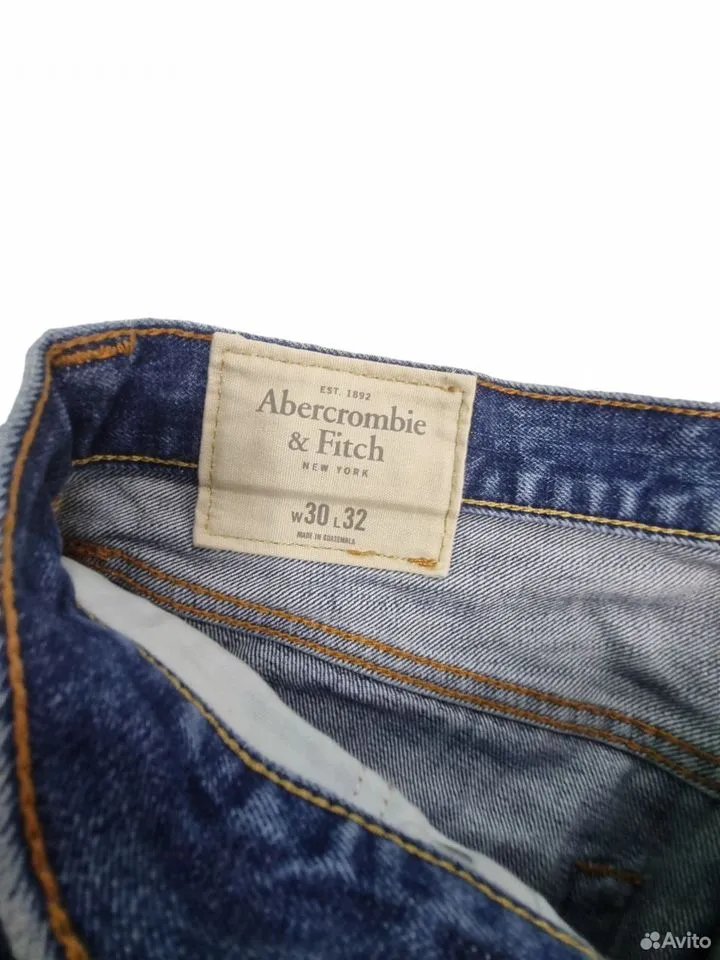 EST. 1892
Abercrombie
& Fitch
NEW YORK
W30 L32
MADE IN GUATEMALA
Avito